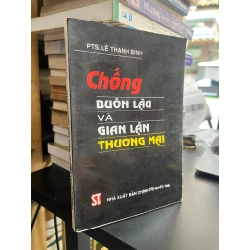 PTS. LÊ THANH BÌNH
Chống
BUÔN LẬU
VÀ
GIAN LẬN
THƯƠNG MẠI
ST
NHÀ XUẤT BẢN CHÍNH TRỊ QUỐC GIA